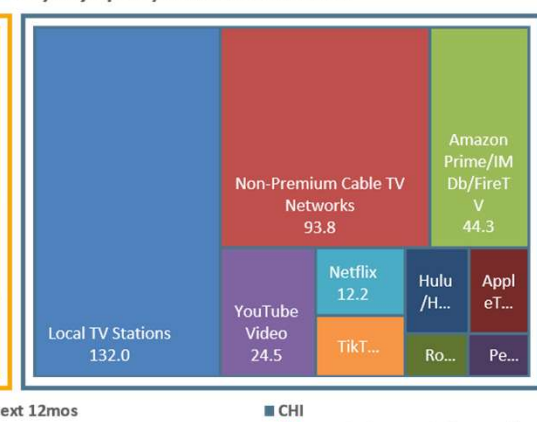 Local TV Stations
132.0
Non-Premium Cable TV
Networks
93.8
Amazon
Prime/IM
Db/FireT
V
44.3
YouTube
Video
24.5
Netflix
12.2
TikT...
Hulu
/H...
Appl
eT...
Ro...
Pe...
ext 12mos
CHI